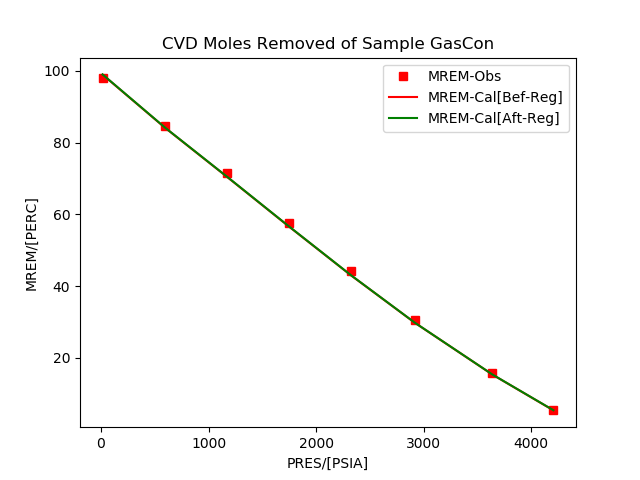 CVD Moles Removed of Sample GasCon
MREM-Obs
MREM-Cal[Bef-Reg]
MREM-Cal[Aft-Reg]
100
80
60
40
20
MREM/[PERC]
0 1000 2000 3000 4000
PRES/[PSIA]